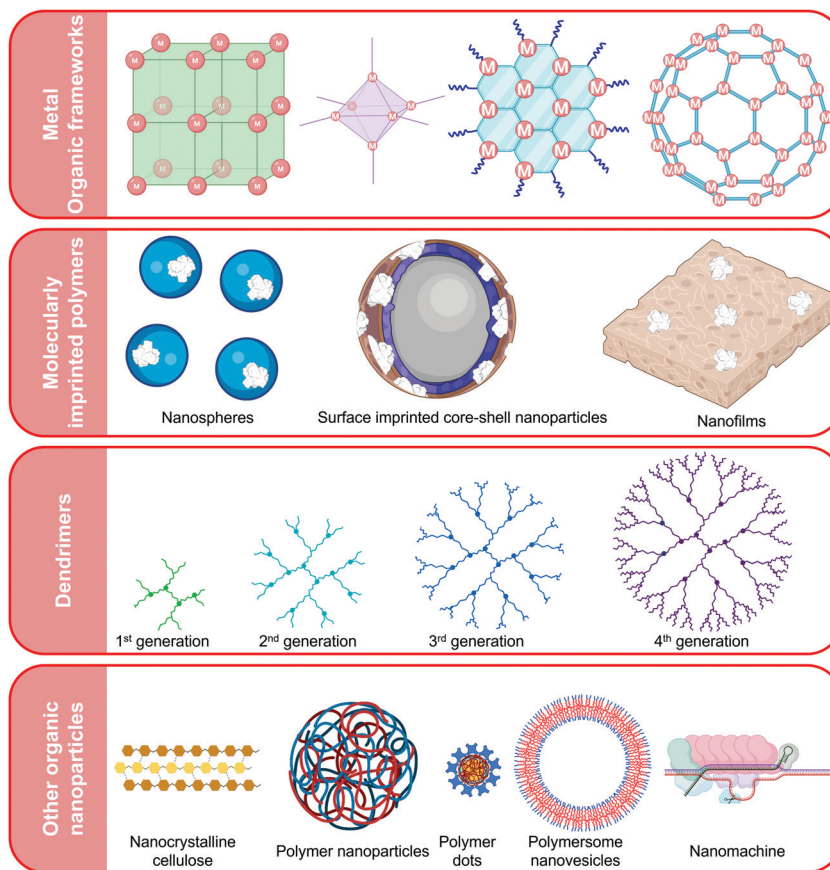 Metal
Organic frameworks
M M M
M M M
M M M
M M M
M M M
M
M
M M
M M
M
M
M M
M
M M
M
M M
M
M M
M
Molecularly
imprinted polymers
Nanospheres
Surface imprinted core-shell nanoparticles
Nanofilms
Dendrimers
1st generation
2nd generation
3rd generation
4th generation
Other organic
nanoparticles
Nanocrystalline
cellulose
Polymer nanoparticles
Polymer
dots
Polymersome
nanovesicles
Nanomachine